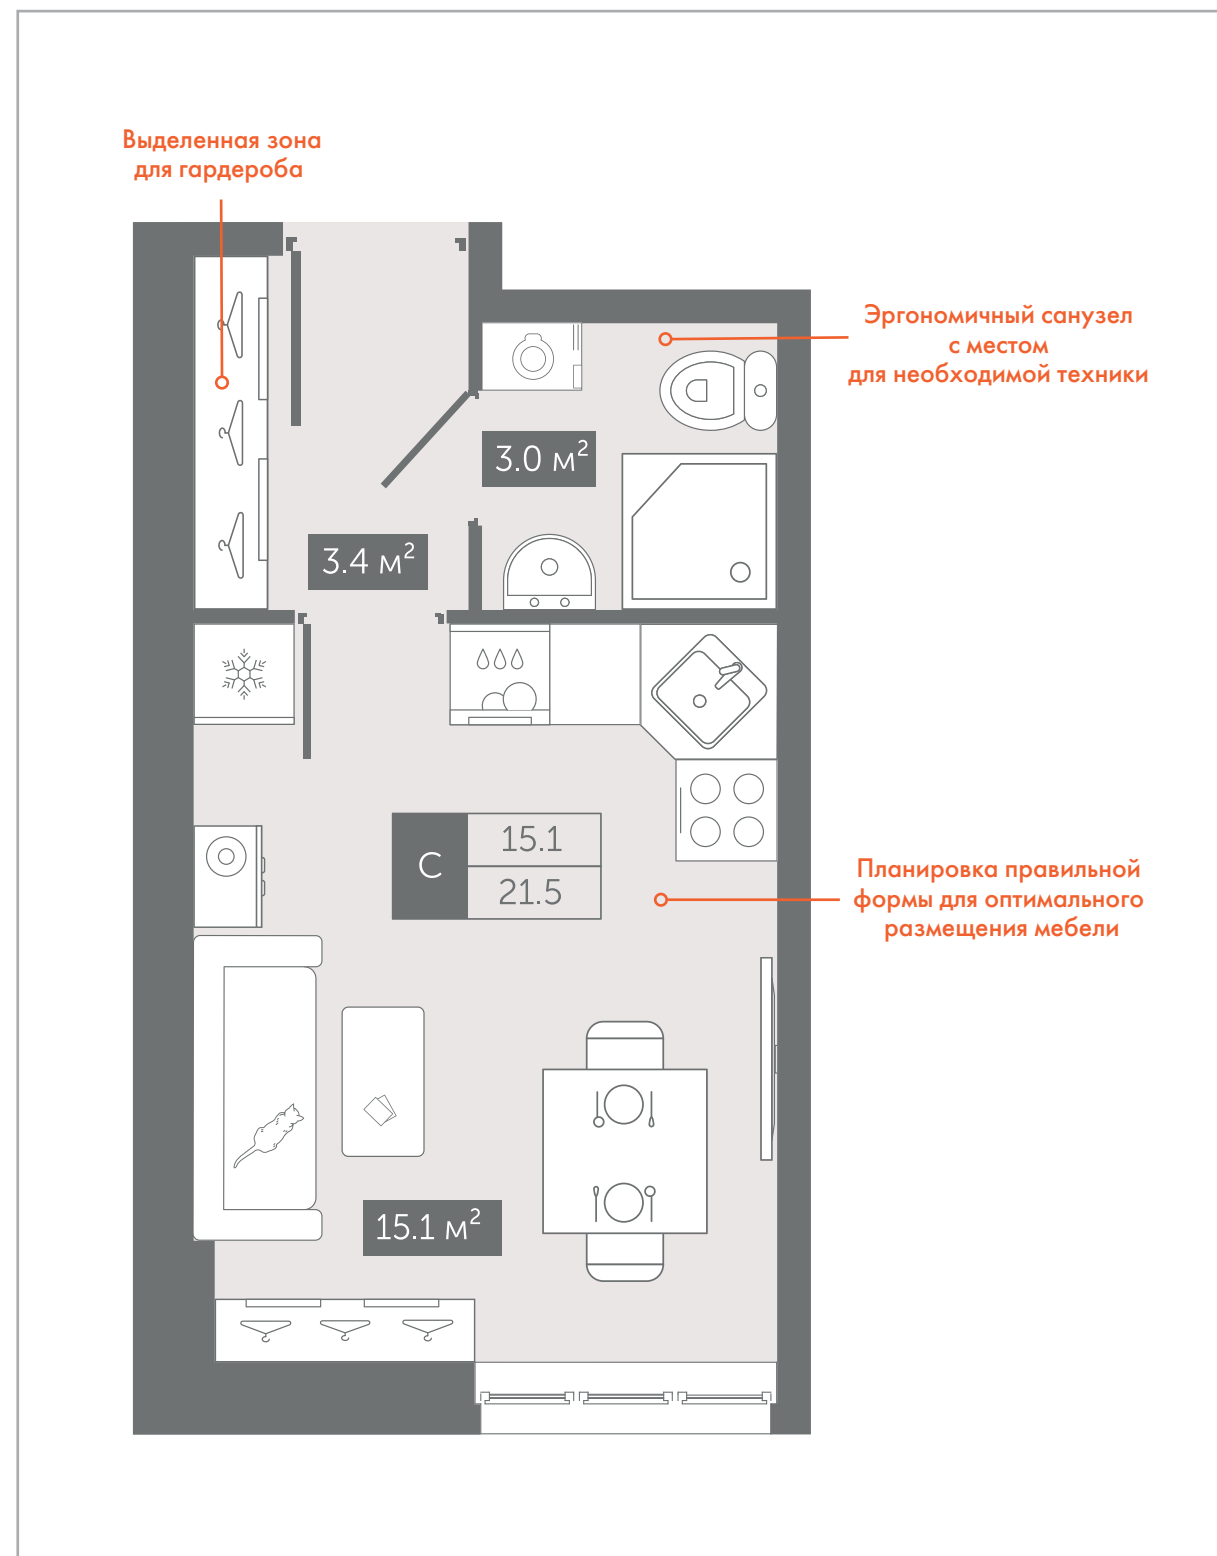 Выделенная зона
для гардероба
Эргономичный санузел
с местом
для необходимой техники
3.0 м²
3.4 м²
С
15.1
21.5
Планировка правильной
формы для оптимального
размещения мебели
15.1 м²